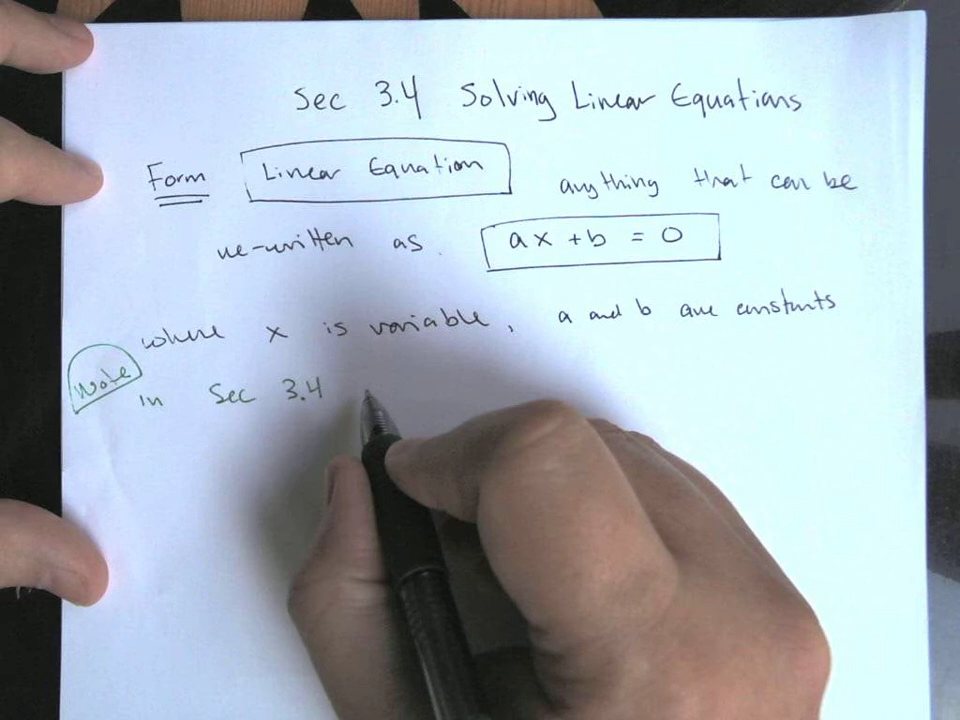 Sec 3.4 Solving Linear Equations
Form Linear Equation anything that can be
re-written as ax + b = 0
where x is variable, a and b are constants
Note
in Sec 3.4